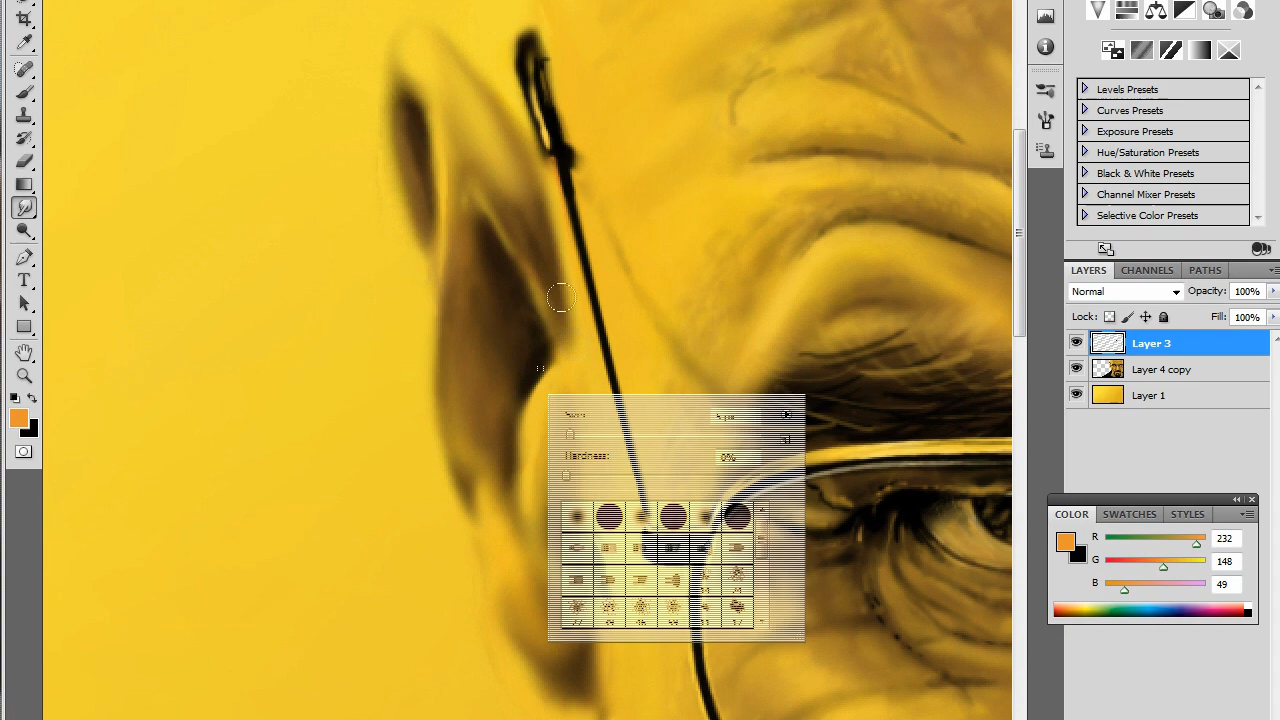 Levels Presets
Curves Presets
Exposure Presets
Hue/Saturation Presets
Black & White Presets
Channel Mixer Presets
Selective Color Presets
LAYERS CHANNELS PATHS
Normal Opacity: 100%
Lock: Fill: 100%
Layer 3
Layer 4 copy
Layer 1
Hardness: 0%
COLOR SWATCHES STYLES
R 232
G 148
B 49